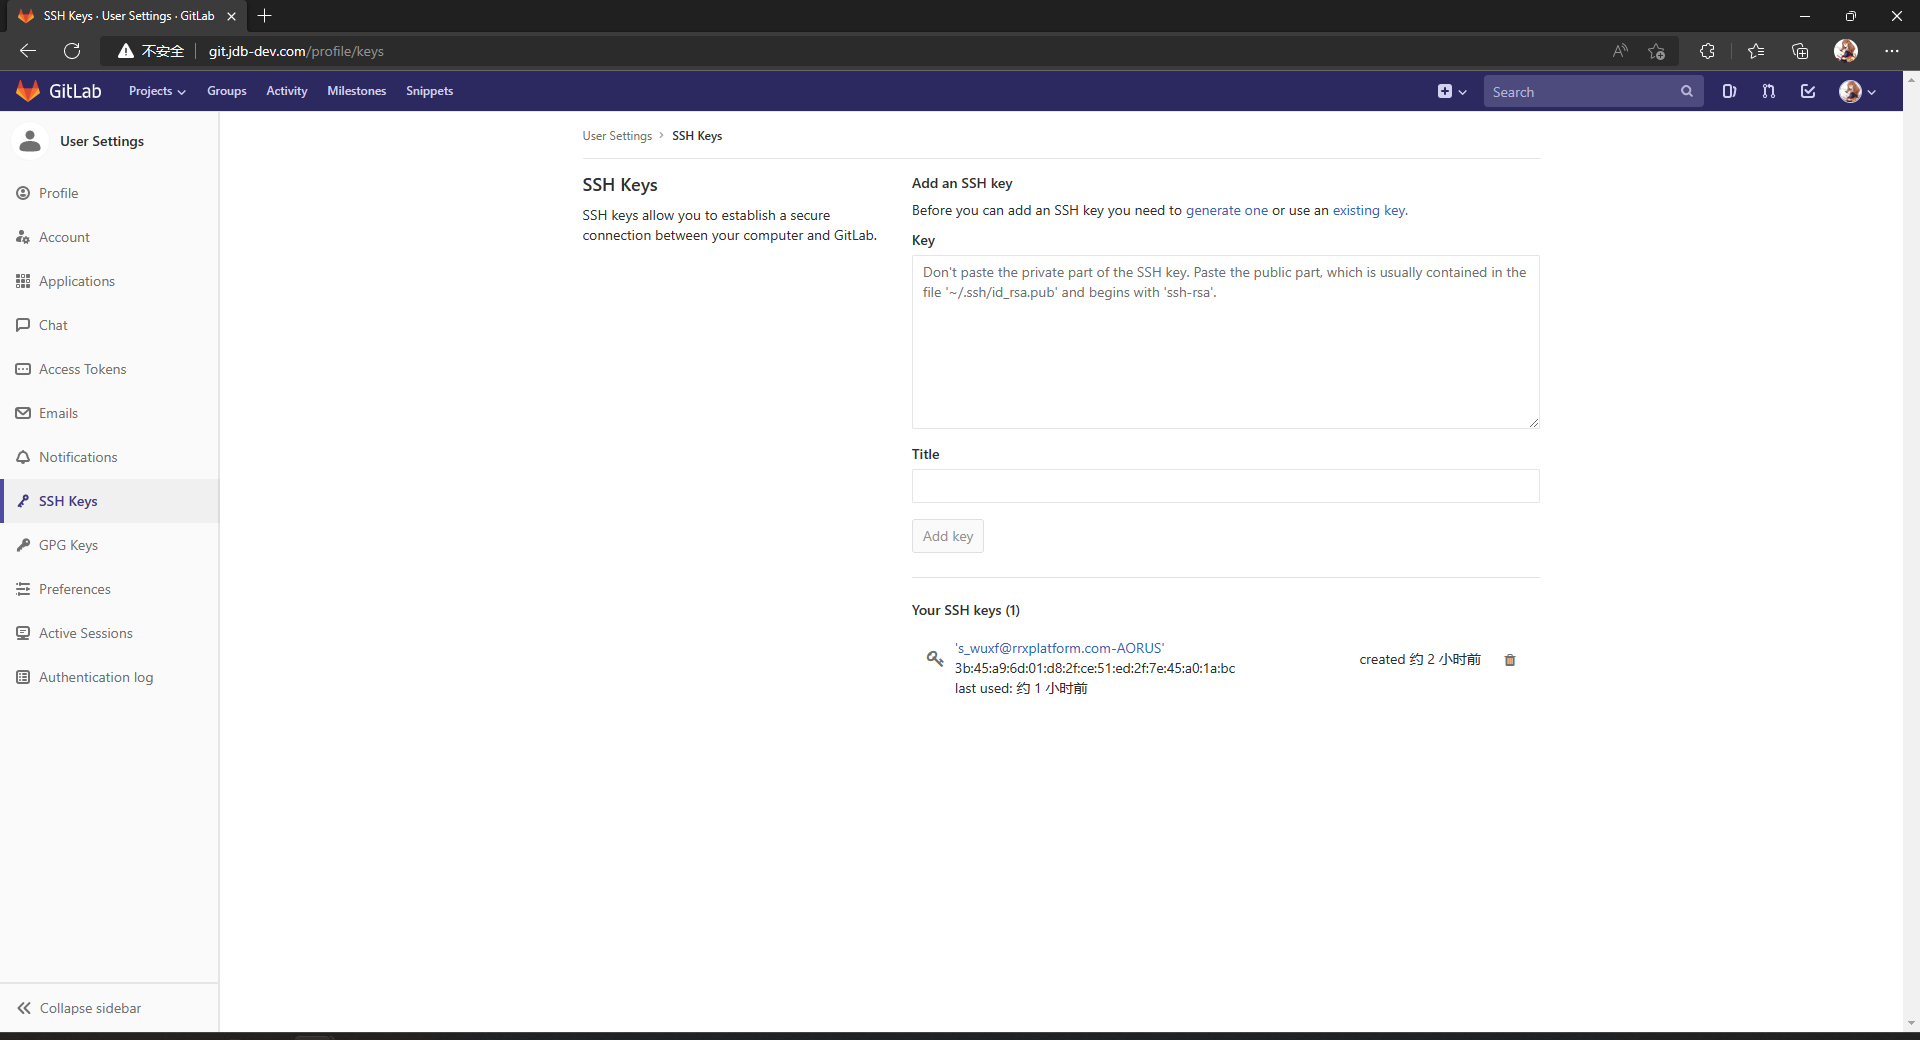 SSH Keys · User Settings · GitLab
不安全
git.jdb-dev.com/profile/keys
GitLab
Projects
Groups
Activity
Milestones
Snippets
Search
User Settings
Profile
Account
Applications
Chat
Access Tokens
Emails
Notifications
SSH Keys
GPG Keys
Preferences
Active Sessions
Authentication log
Collapse sidebar
User Settings › SSH Keys
SSH Keys
SSH keys allow you to establish a secure
connection between your computer and GitLab.
Add an SSH key
Before you can add an SSH key you need to generate one or use an existing key.
Key
Don't paste the private part of the SSH key. Paste the public part, which is usually contained in the
file '~/.ssh/id_rsa.pub' and begins with 'ssh-rsa'.
Title
Add key
Your SSH keys (1)
's_wuxf@rrxplatform.com-AORUS'
3b:45:a9:6d:01:d8:2f:ce:51:ed:2f:7e:45:a0:1a:bc
last used: 约 1 小时前
created 约 2 小时前